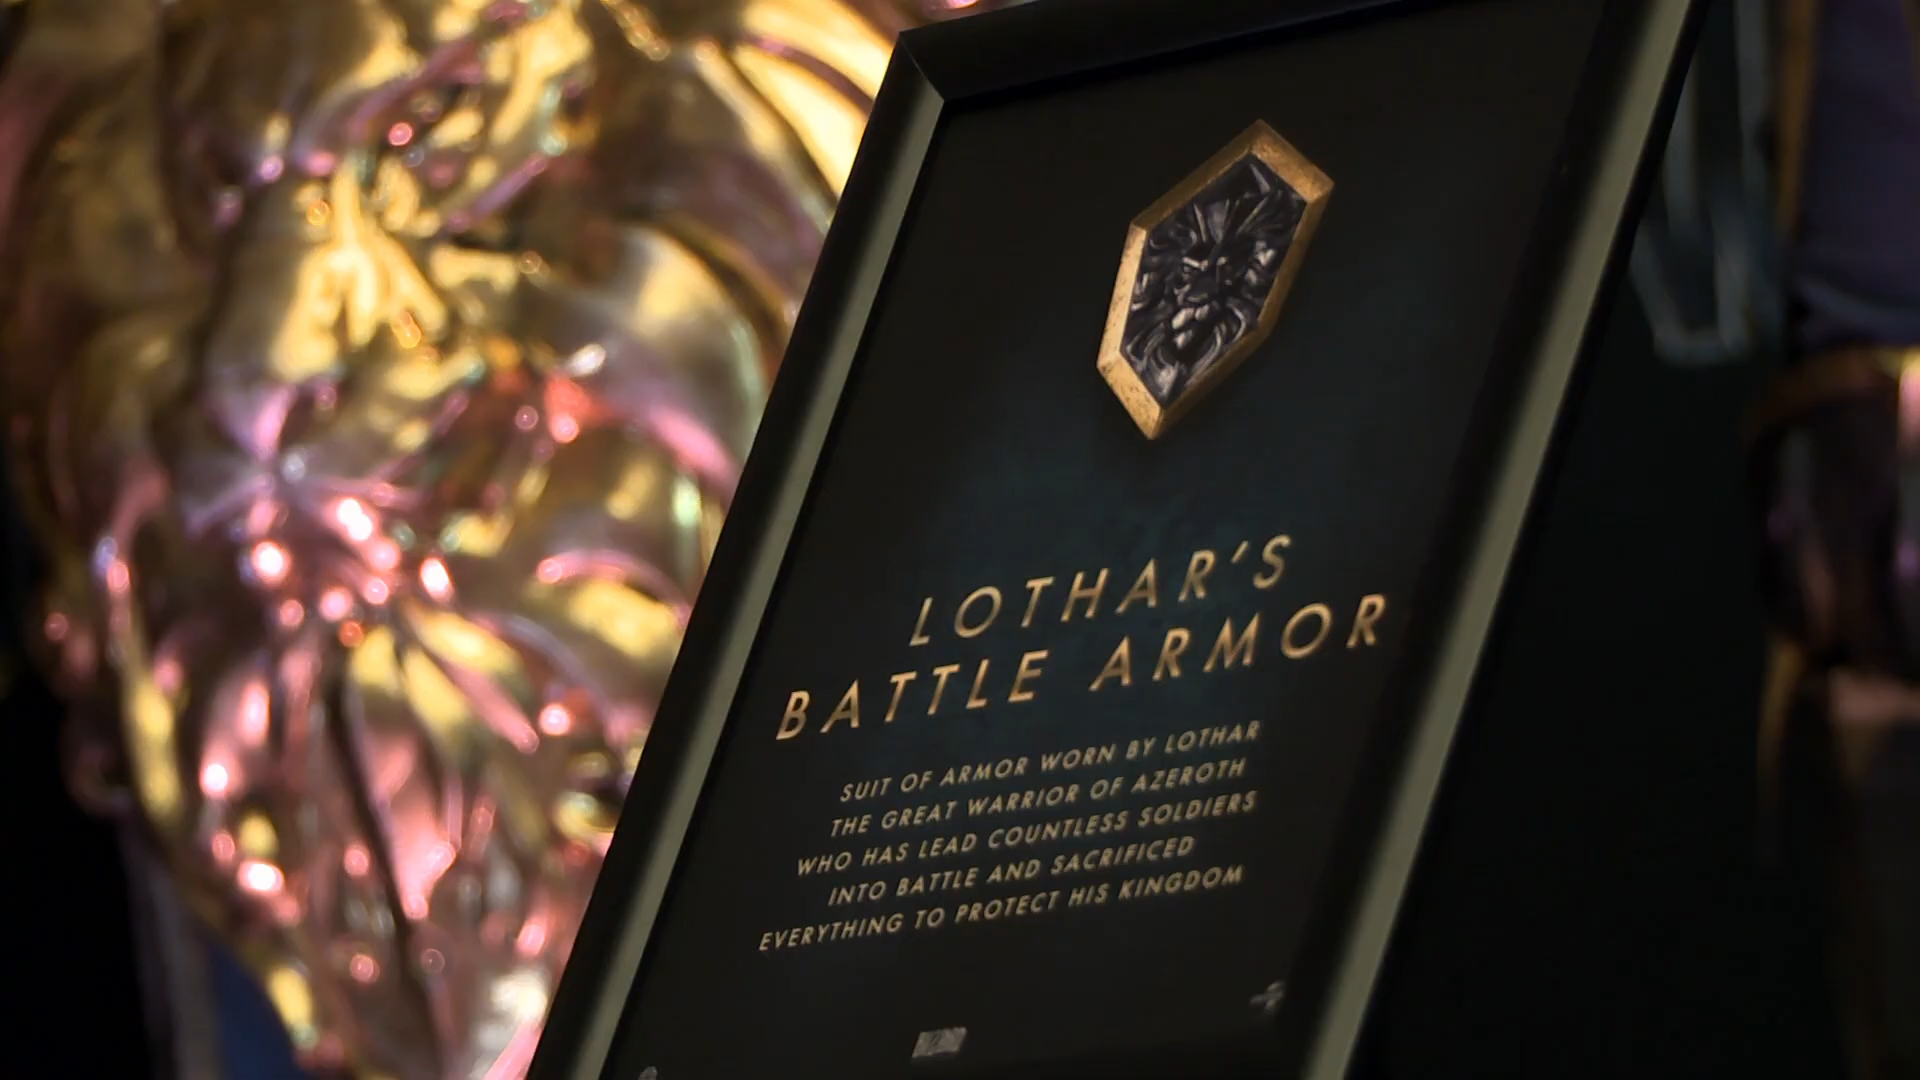 LOTHAR'S
BATTLE ARMOR
SUIT OF ARMOR WORN BY LOTHAR
THE GREAT WARRIOR OF AZEROTH
WHO HAS LEAD COUNTLESS SOLDIERS
INTO BATTLE AND SACRIFICED
EVERYTHING TO PROTECT HIS KINGDOM